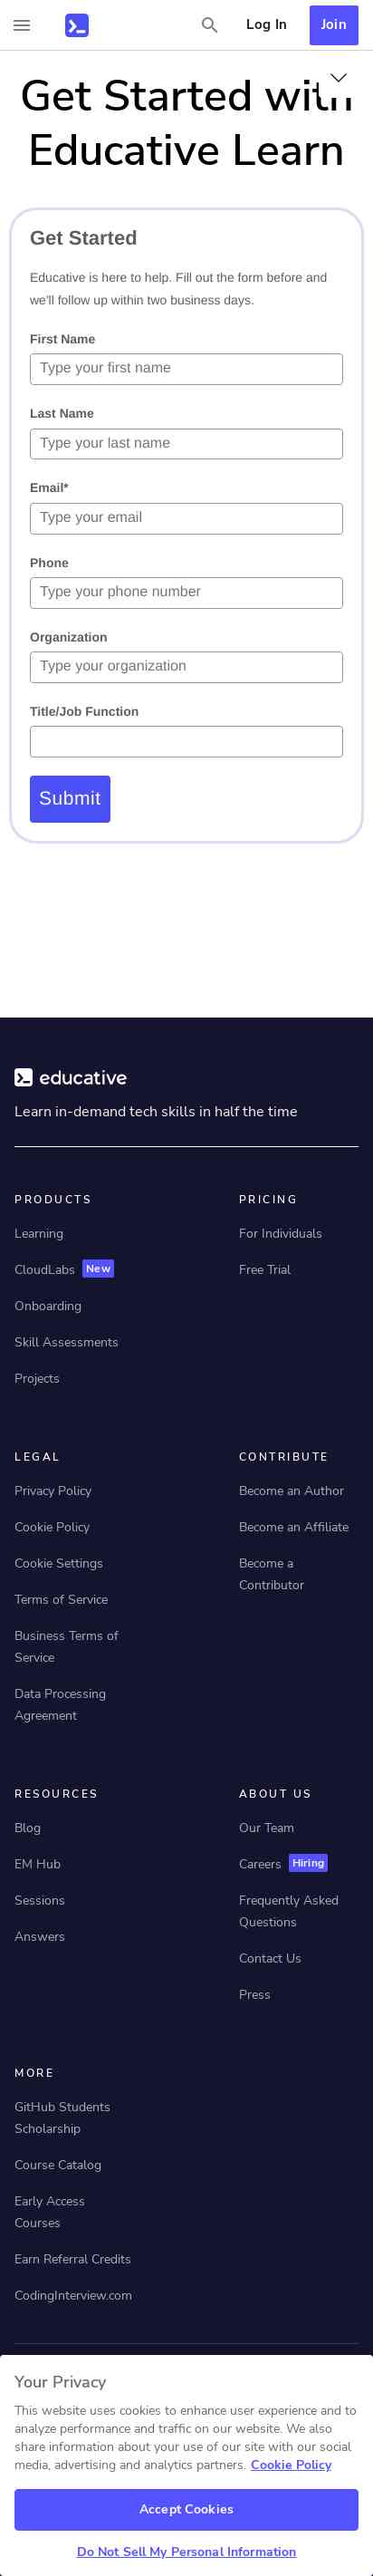 Log In
Join
Get Started with
Educative Learn
Get Started
Educative is here to help. Fill out the form before and
we'll follow up within two business days.
First Name
Type your first name
Last Name
Type your last name
Email*
Type your email
Phone
Type your phone number
Organization
Type your organization
Title/Job Function
Submit
educative
Learn in-demand tech skills in half the time
PRODUCTS
Learning
CloudLabs New
Onboarding
Skill Assessments
Projects
PRICING
For Individuals
Free Trial
LEGAL
Privacy Policy
Cookie Policy
Cookie Settings
Terms of Service
Business Terms of
Service
Data Processing
Agreement
CONTRIBUTE
Become an Author
Become an Affiliate
Become a
Contributor
RESOURCES
Blog
EM Hub
Sessions
Answers
ABOUT US
Our Team
Careers Hiring
Frequently Asked
Questions
Contact Us
Press
MORE
GitHub Students
Scholarship
Course Catalog
Early Access
Courses
Earn Referral Credits
CodingInterview.com
Your Privacy
This website uses cookies to enhance user experience and to
analyze performance and traffic on our website. We also
share information about your use of our site with our social
media, advertising and analytics partners. Cookie Policy
Accept Cookies
Do Not Sell My Personal Information